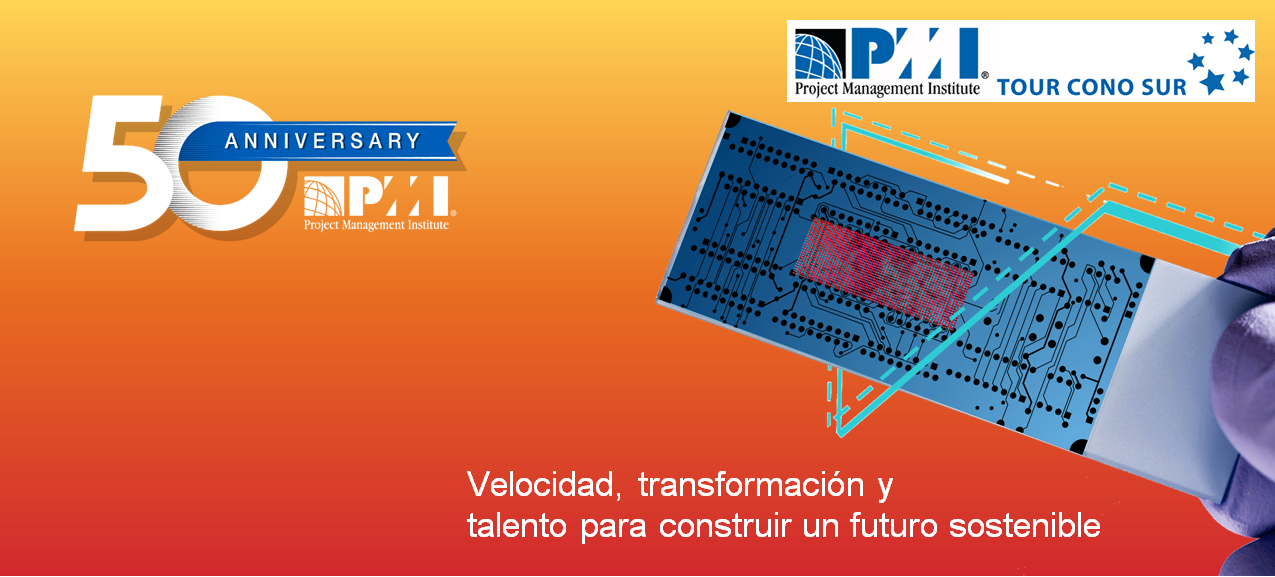 50
ANNIVERSARY
PMI®
Project Management Institute
PMI®
Project Management Institute
TOUR CONO SUR
Velocidad, transformación y
talento para construir un futuro sostenible